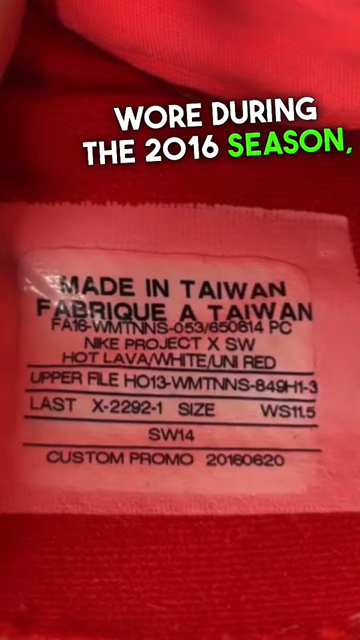 WORE DURING
THE 2016 SEASON,
MADE IN TAIWAN
FABRIQUE A TAIWAN
FA16-WMTNNS-053/650814 PC
NIKE PROJECT X SW
HOT LAVA/WHITE/UNI RED
UPPER FILE HO13-WMTNNS-849H1-3
LAST X-2292-1 SIZE WS11.5
SW14
CUSTOM PROMO 20160620